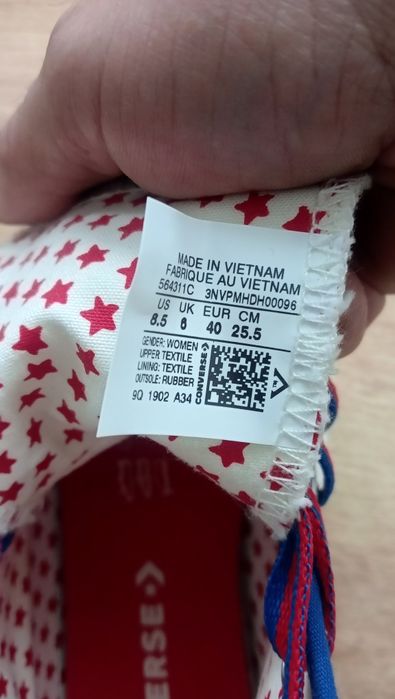 MADE IN VIETNAM
FABRIQUE AU VIETNAM
564311C 3NVPMHDH00096
US UK EUR CM
8.5 6 40 25.5
GENDER: WOMEN
UPPER TEXTILE
LINING: TEXTILE
OUTSOLE: RUBBER
9Q 1902 A34
CONVERSE
ERSE